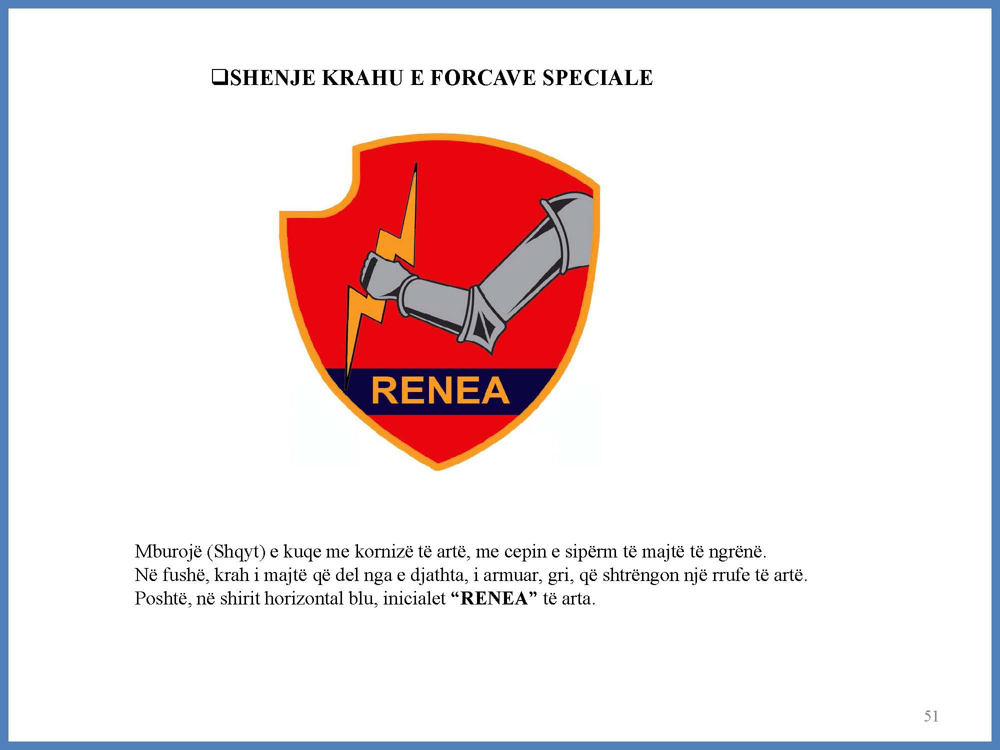 ❑SHENJE KRAHU E FORCAVE SPECIALE
RENEA
Mburojë (Shqyt) e kuqe me kornizë të artë, me cepin e sipërm të majtë të ngrënë.
Në fushë, krah i majtë që del nga e djathta, i armuar, gri, që shtrëngon një rrufe të artë.
Poshtë, në shirit horizontal blu, inicialet “RENEA” të arta.
51